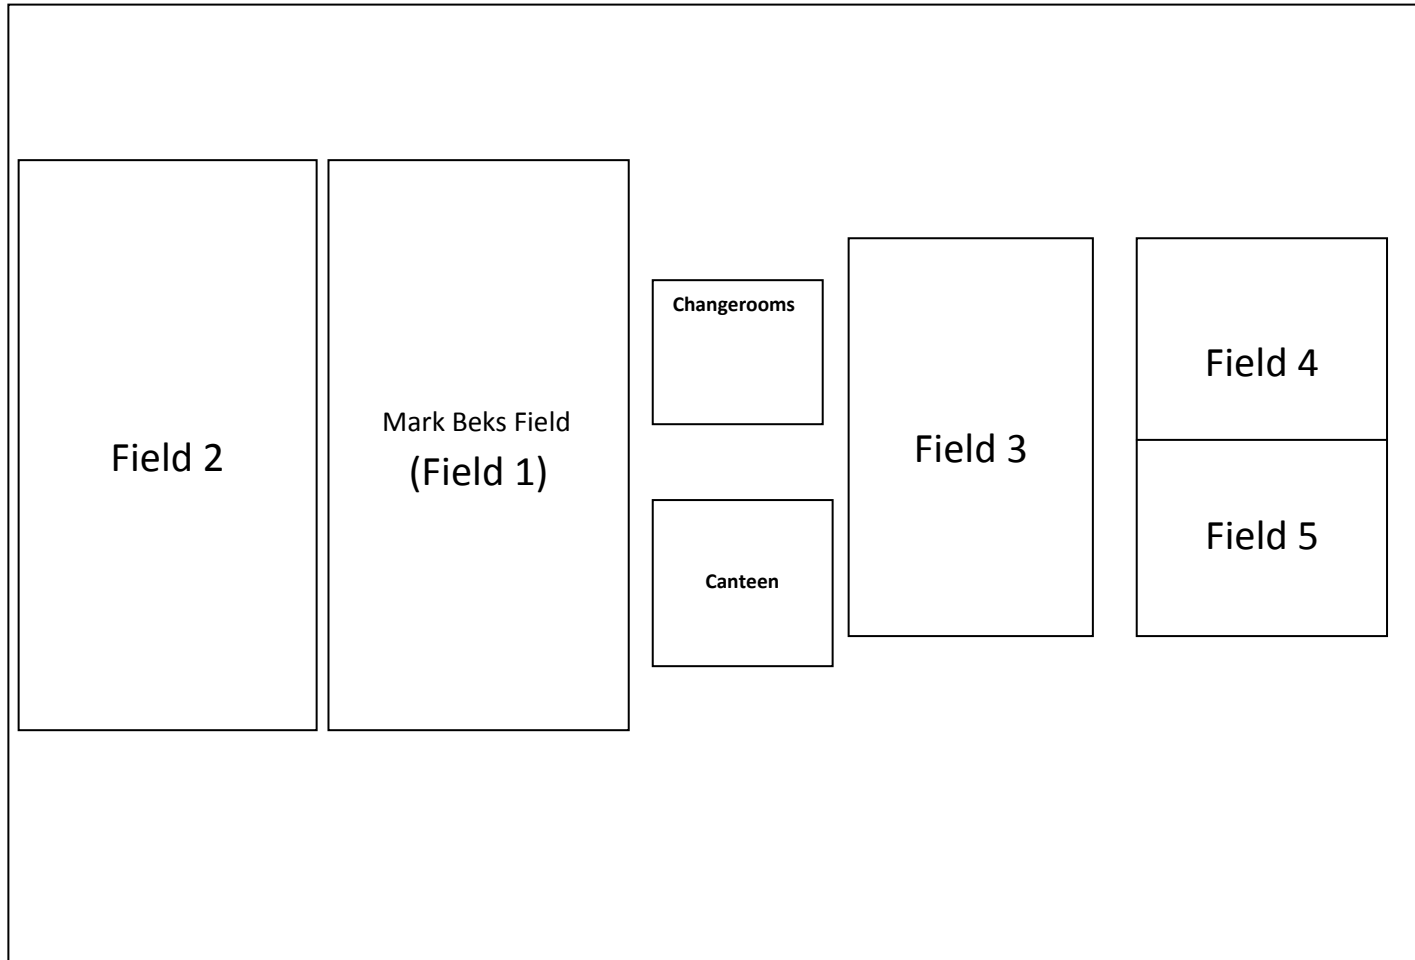 Field 2
Mark Beks Field
(Field 1)
Changerooms
Canteen
Field 3
Field 4
Field 5